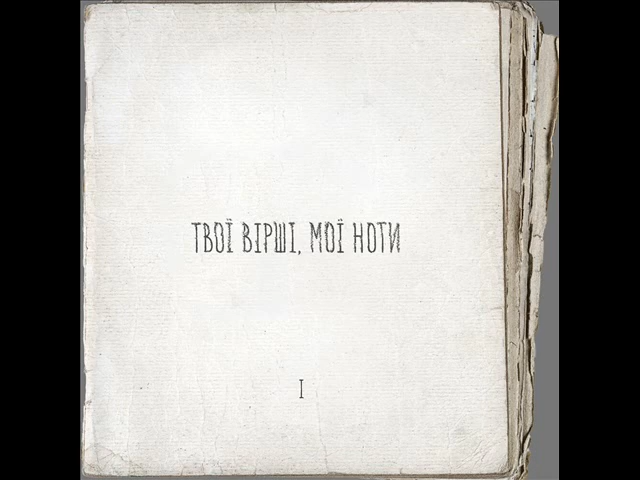 ТВОЇ ВІРШІ, МОЇ НОТИ
І